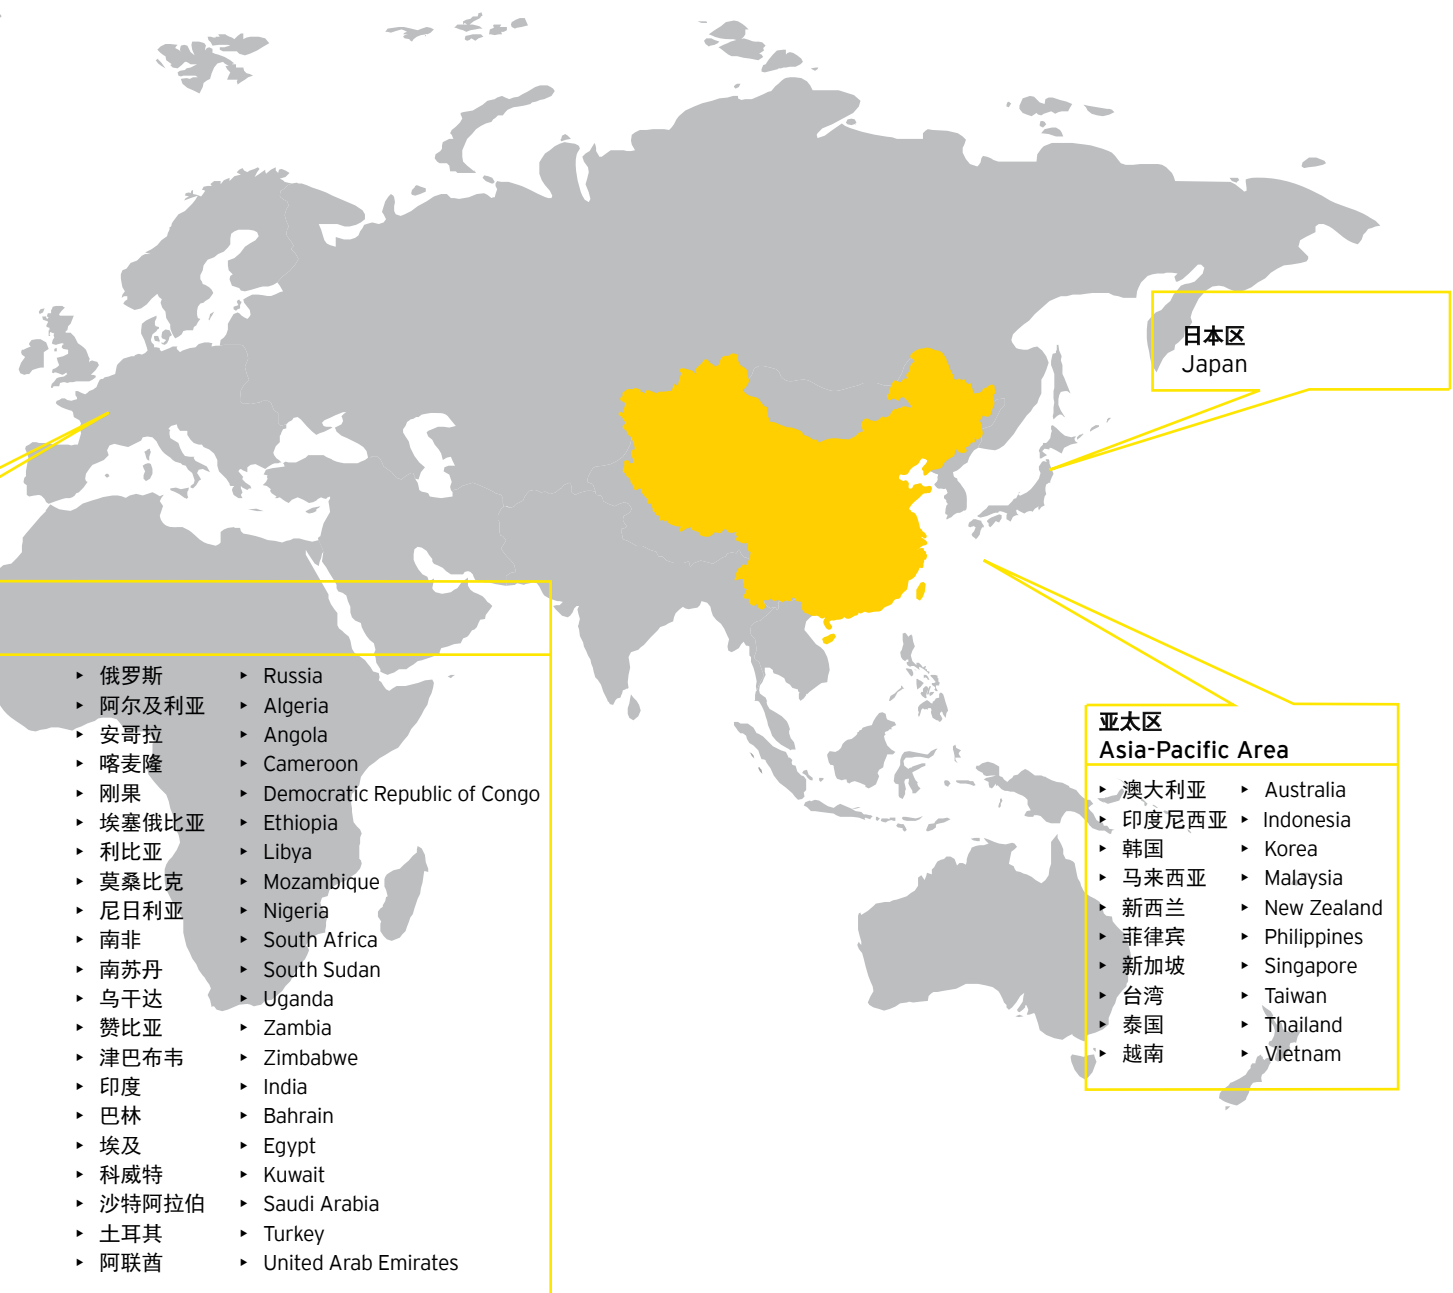 日本区
Japan
俄罗斯 ▸ Russia
阿尔及利亚 ▸ Algeria
安哥拉 ▸ Angola
喀麦隆 ▸ Cameroon
刚果 ▸ Democratic Republic of Congo
埃塞俄比亚 ▸ Ethiopia
利比亚 ▸ Libya
莫桑比克 ▸ Mozambique
尼日利亚 ▸ Nigeria
南非 ▸ South Africa
南苏丹 ▸ South Sudan
乌干达 ▸ Uganda
赞比亚 ▸ Zambia
津巴布韦 ▸ Zimbabwe
印度 ▸ India
巴林 ▸ Bahrain
埃及 ▸ Egypt
科威特 ▸ Kuwait
沙特阿拉伯 ▸ Saudi Arabia
土耳其 ▸ Turkey
阿联酋 ▸ United Arab Emirates
亚太区
Asia-Pacific Area
澳大利亚 ▸ Australia
印度尼西亚 ▸ Indonesia
韩国 ▸ Korea
马来西亚 ▸ Malaysia
新西兰 ▸ New Zealand
菲律宾 ▸ Philippines
新加坡 ▸ Singapore
台湾 ▸ Taiwan
泰国 ▸ Thailand
越南 ▸ Vietnam